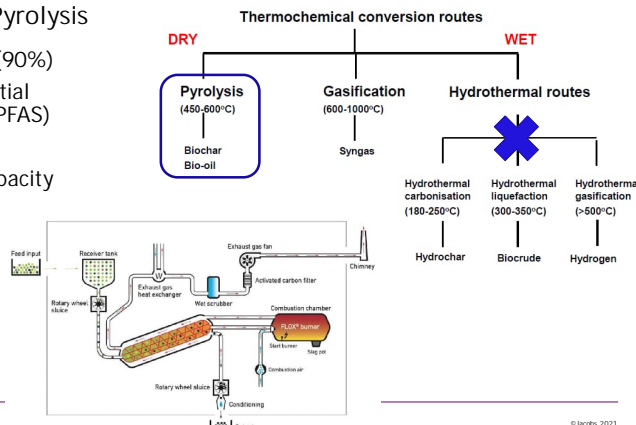 Pyrolysis
(90%)
tial
PFAS)
pacity
Thermochemical conversion routes
DRY
WET
Pyrolysis
(450-600°C)
Biochar
Bio-oil
Gasification
(600-1000°C)
Syngas
Hydrothermal routes
Hydrothermal
carbonisation
(180-250°C)
Hydrochar
Hydrothermal
liquefaction
(300-350°C)
Biocrude
Hydrothermal
gasification
(>500°C)
Hydrogen
Feed input
Receiver tank
Rotary wheel
sluice
Exhaust gas
heat exchanger
Wet scrubber
Exhaust gas fan
Activated carbon filter
Chimney
Combustion chamber
FLOX® burner
Start burner
Slag pot
Combustion air
Rotary wheel sluice
Conditioning
© Jacobs 2021